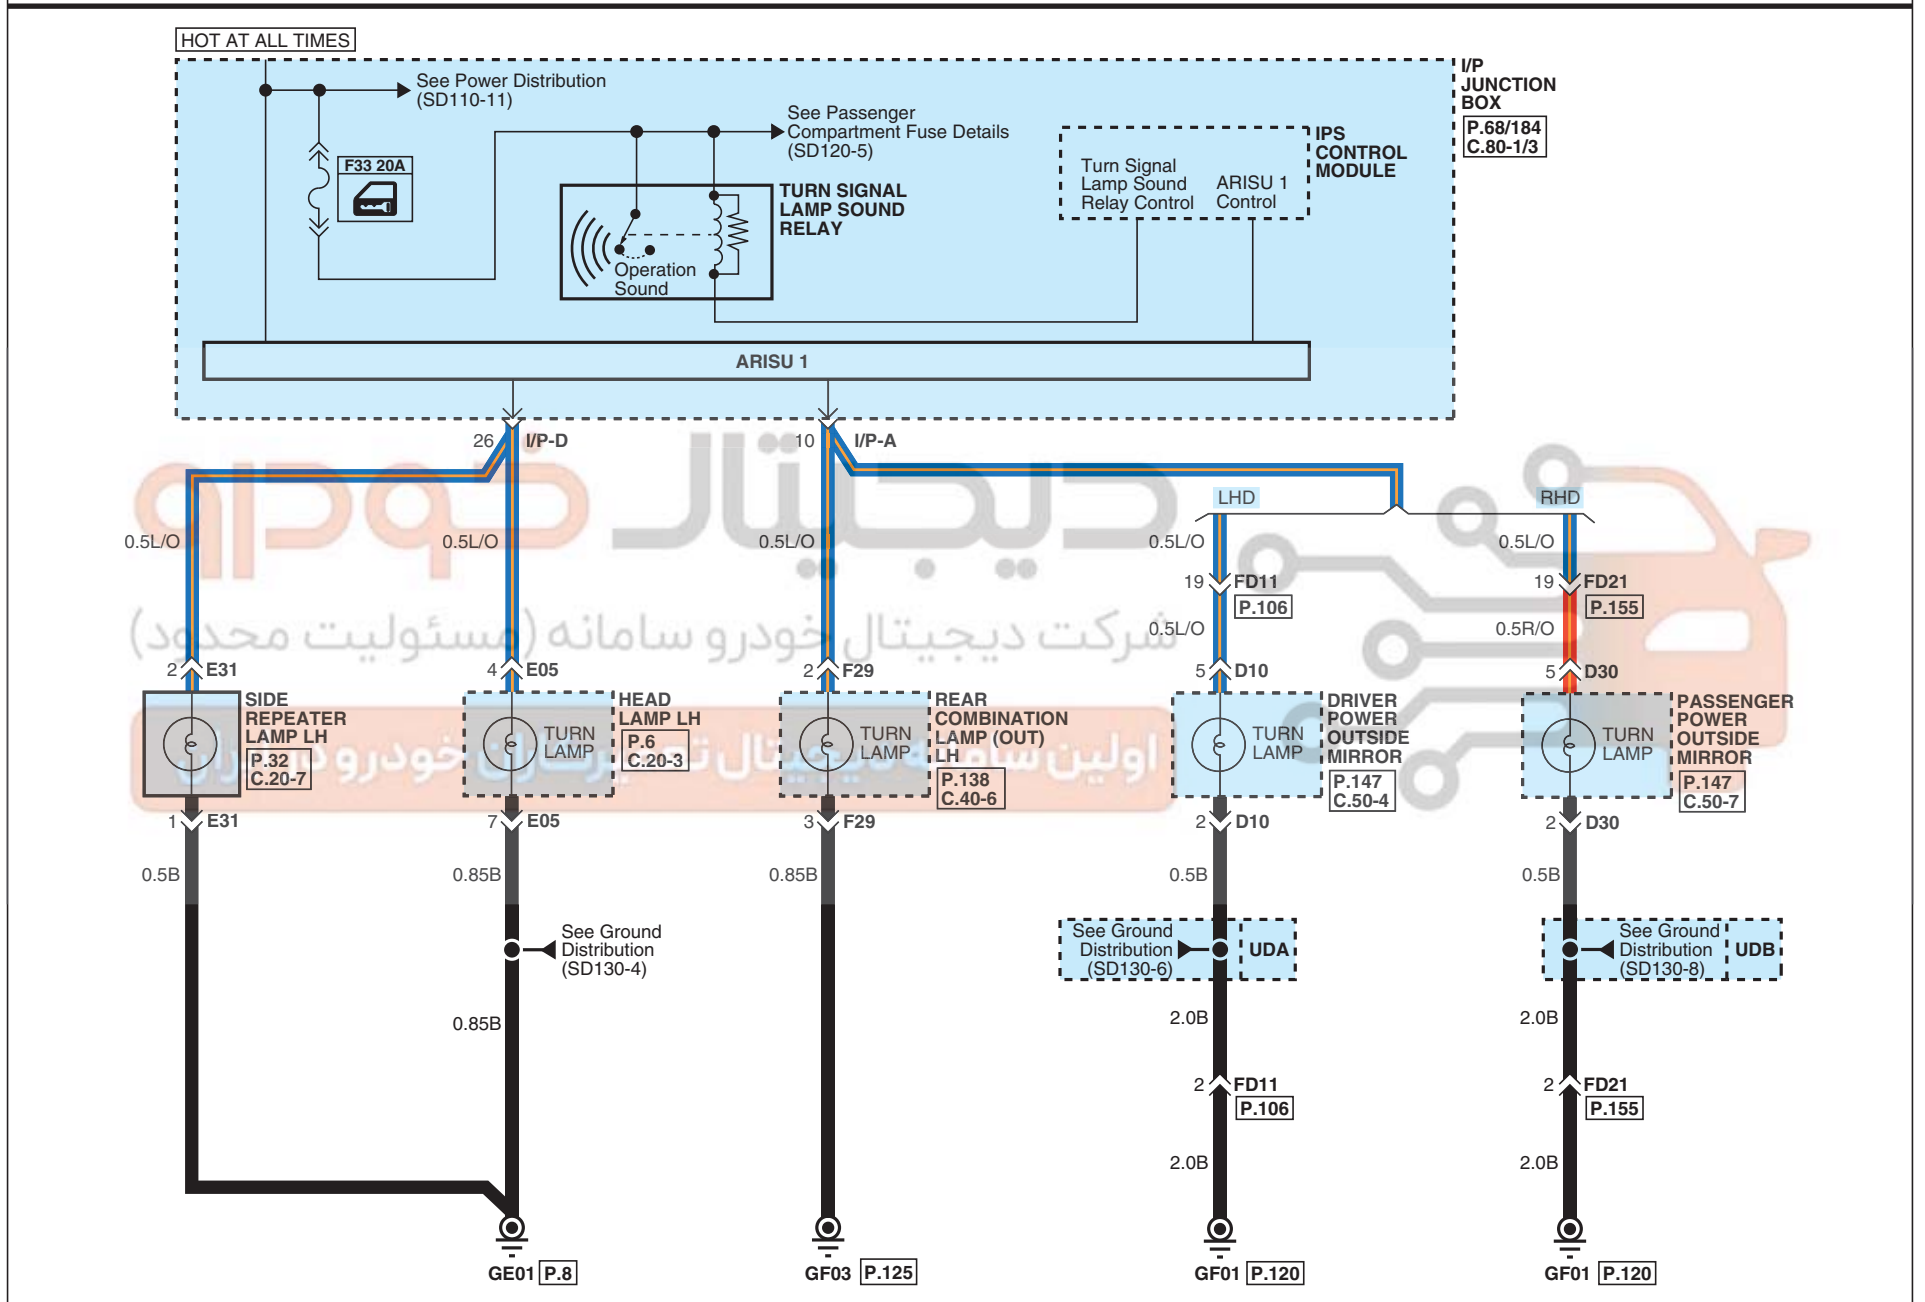 HOT AT ALL TIMES
See Power Distribution
(SD110-11)
F33 20A
See Passenger
Compartment Fuse Details
(SD120-5)
TURN SIGNAL
LAMP SOUND
RELAY
Operation
Sound
Turn Signal
Lamp Sound
Relay Control
ARISU 1
Control
IPS
CONTROL
MODULE
I/P
JUNCTION
BOX
P.68/184
C.80-1/3
ARISU 1
26 I/P-D
10 I/P-A
LHD
RHD
دیجیتال خودرو
شرکت دیجیتال خودرو سامانه (مسئولیت محدود)
0.5L/O
0.5L/O
0.5L/O
0.5L/O
0.5L/O
19 FD11
P.106
19 FD21
P.155
0.5L/O
0.5R/O
2 E31
4 E05
2 F29
5 D10
5 D30
SIDE
REPEATER
LAMP LH
P.32
C.20-7
TURN
LAMP
HEAD
LAMP LH
P.6
C.20-3
TURN
LAMP
REAR
COMBINATION
LAMP (OUT)
LH
P.138
C.40-6
TURN
LAMP
DRIVER
POWER
OUTSIDE
MIRROR
P.147
C.50-4
TURN
LAMP
PASSENGER
POWER
OUTSIDE
MIRROR
P.147
C.50-7
اولین سامانه دیجیتال تعمیرکاران خودرو در ایران
1 E31
7 E05
3 F29
2 D10
2 D30
0.5B
0.85B
0.85B
0.5B
0.5B
See Ground
Distribution
(SD130-4)
See Ground
Distribution
(SD130-6)
UDA
See Ground
Distribution
(SD130-8)
UDB
0.85B
2.0B
2.0B
2 FD11
P.106
2 FD21
P.155
2.0B
2.0B
GE01 P.8
GF03 P.125
GF01 P.120
GF01 P.120